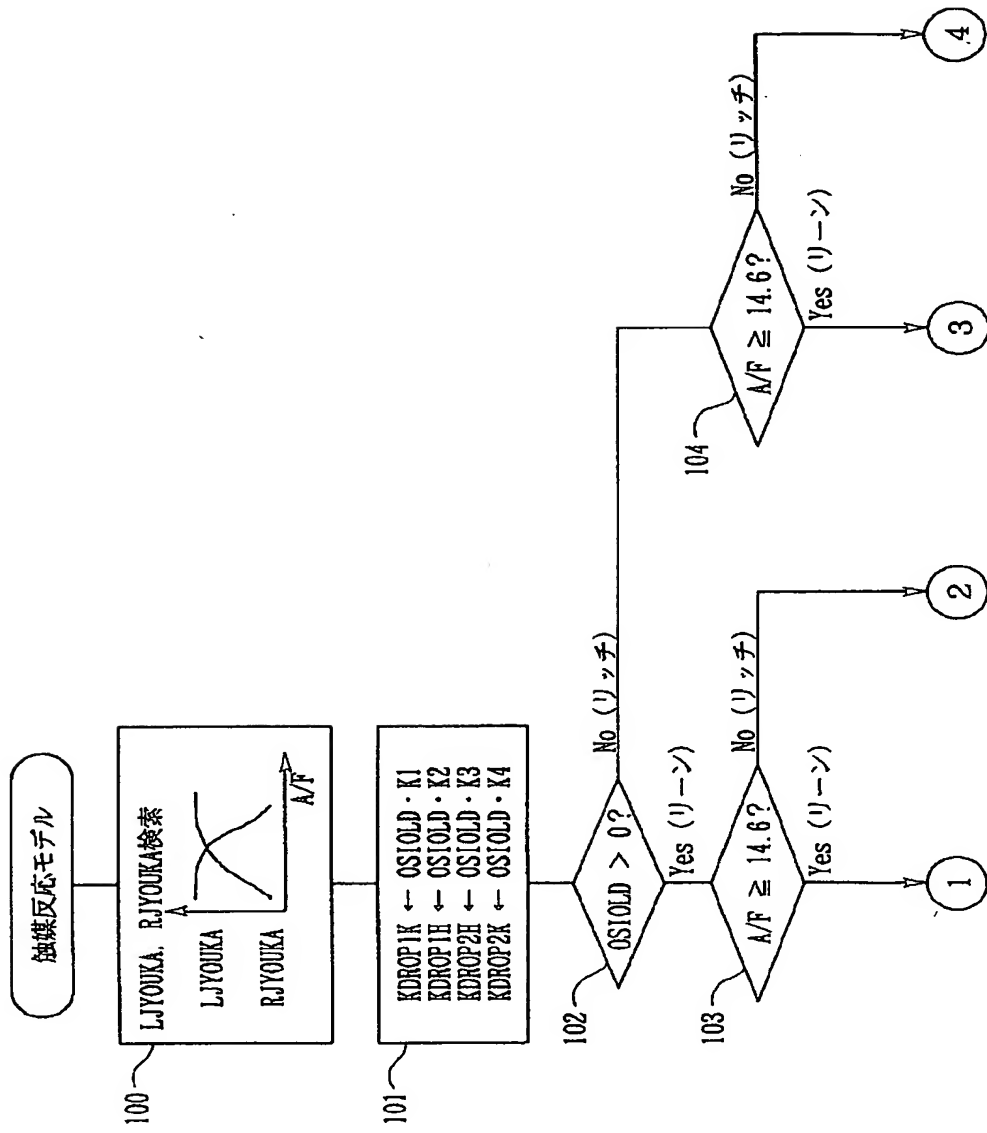 触媒反応モデル
100
LJYOUKA, RJYOUKA検索
LJYOUKA
RJYOUKA
A/F
101
KDROP1K ← OSIOLD・K1
KDROP1H ← OSIOLD・K2
KDROP2H ← OSIOLD・K3
KDROP2K ← OSIOLD・K4
102
OSIOLD > 0?
No (リッチ)
Yes (リーン)
103
A/F ≧ 14.6?
No (リッチ)
Yes (リーン)
104
A/F ≧ 14.6?
No (リッチ)
Yes (リーン)
1
2
3
4